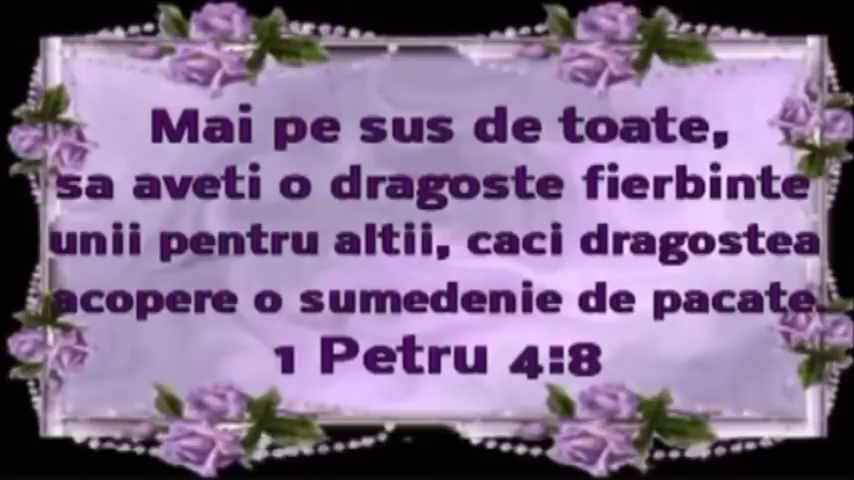 Mai pe sus de toate,
sa aveti o dragoste fierbinte
unii pentru altii, caci dragostea
acopere o sumedenie de pacate.
1 Petru 4:8